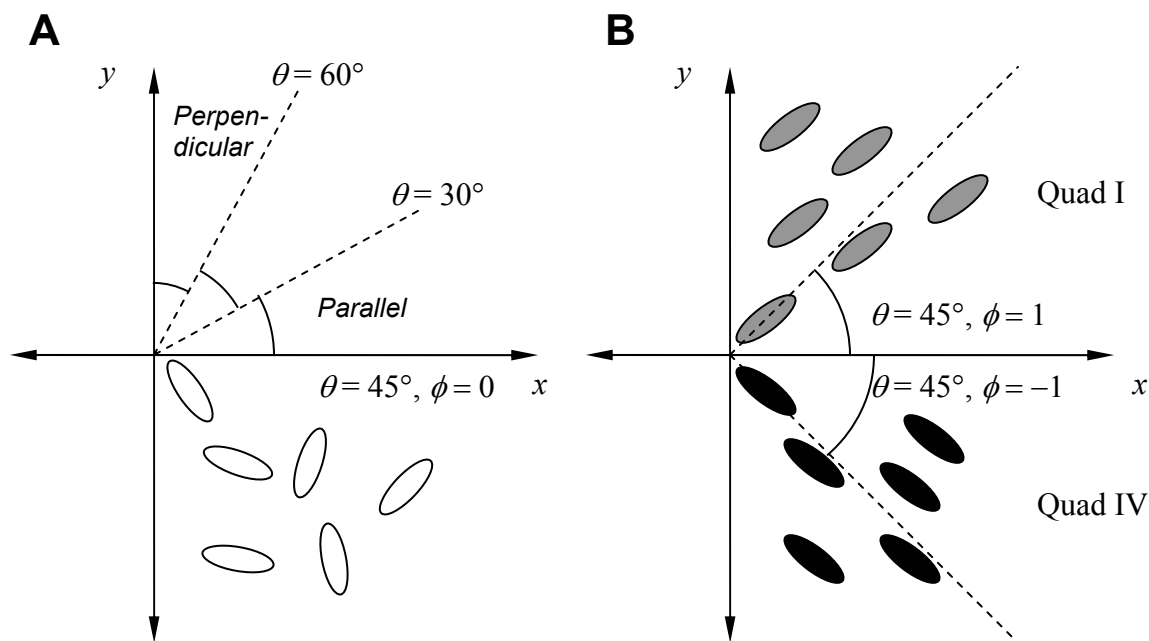 A
y
θ = 60°
Perpen-
dicular
θ = 30°
Parallel
θ = 45°, ϕ = 0
x
B
y
Quad I
θ = 45°, ϕ = 1
θ = 45°, ϕ = −1
x
Quad IV